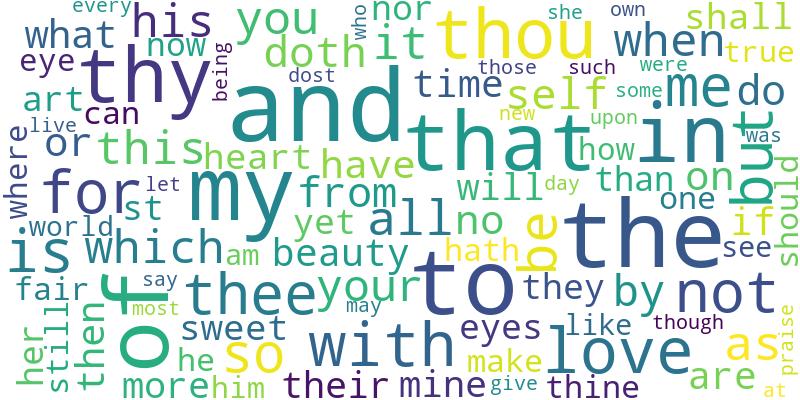 every his you who nor she own shall
what now doth it thou when true
eye thy being dost those such were
art can and time self some me do
live new upon
or this heart have that how in but was
where for let my from will day than on one should
world st yet all no be the if see
is which am beauty hath
fair say of thee your to they by not
most may
her still then sweet with eyes like though praise
he so love as
more him their mine make give thine are at